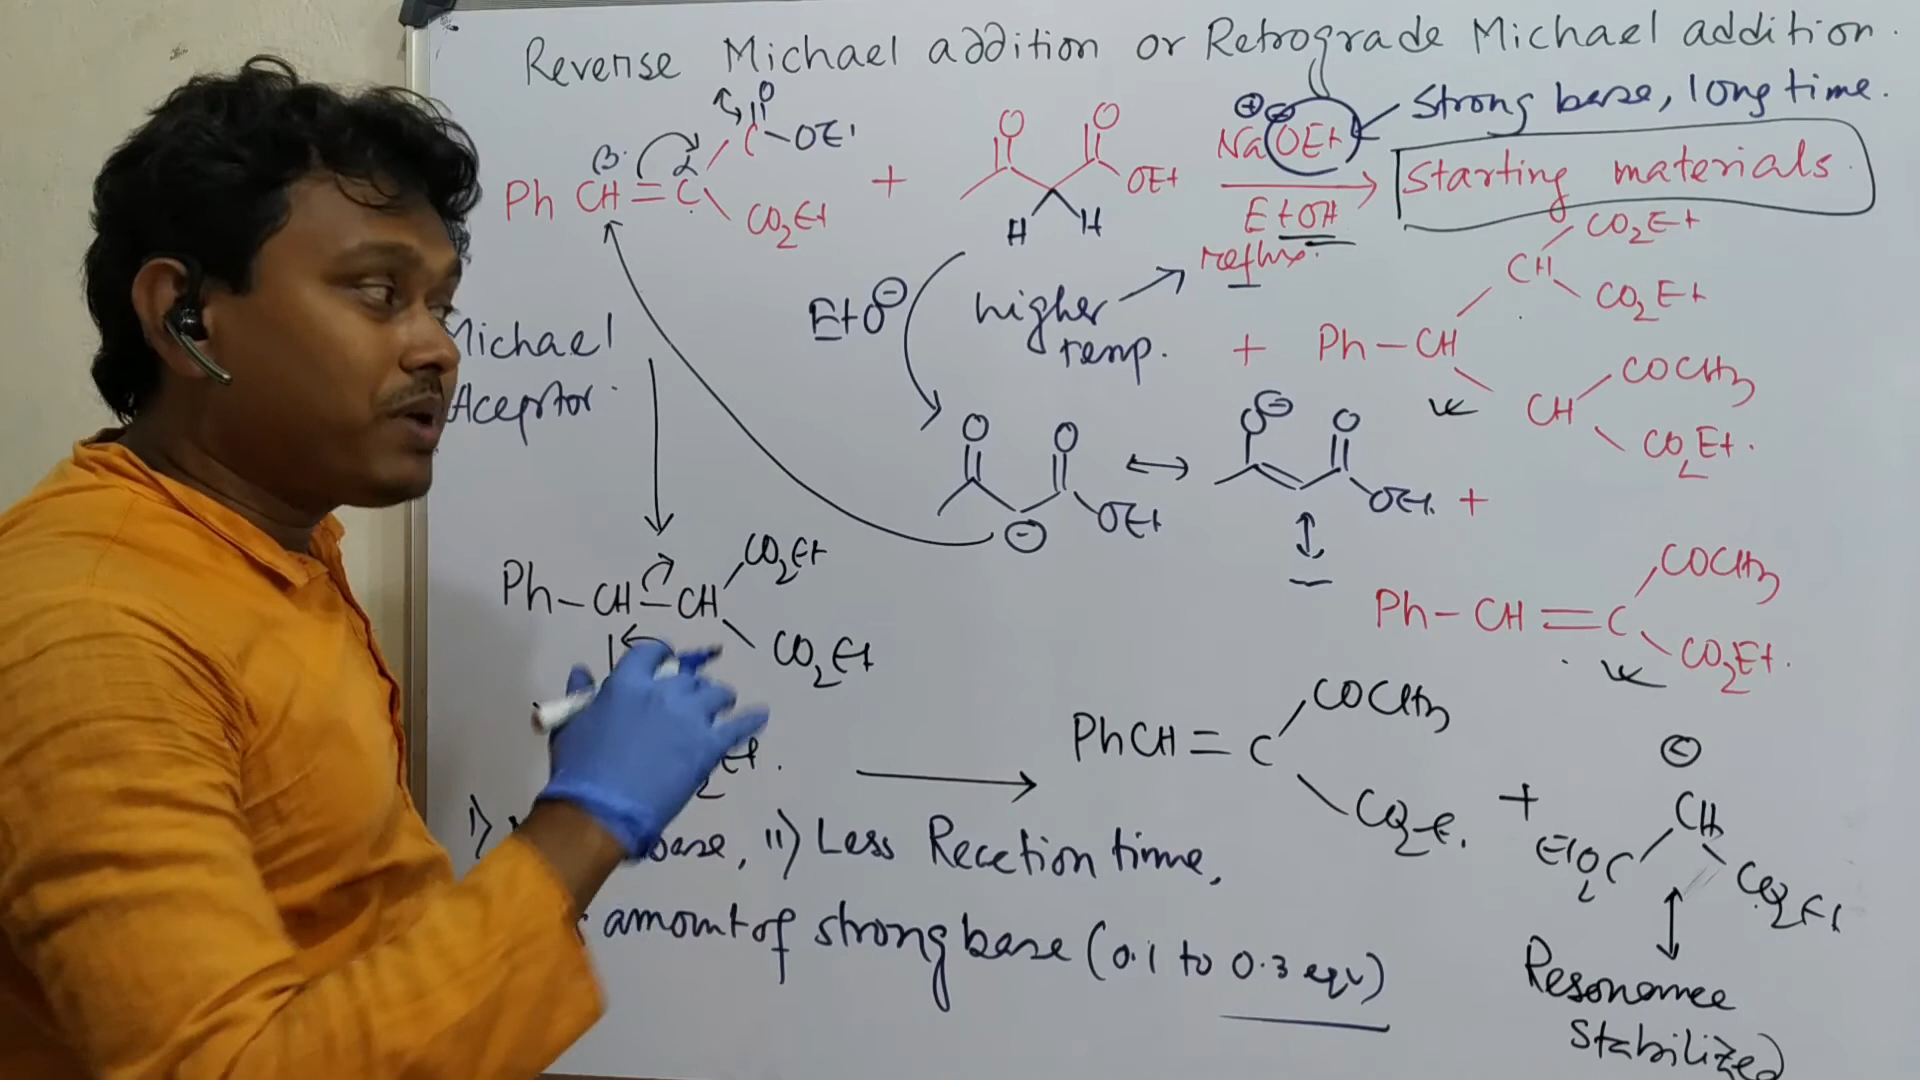 Reverse Michael addition or Retrograde Michael addition.
⊕ ⊖ Strong base, long time.
O
C OEt
β α
Ph CH = C
CO2Et
+
O O
OEt
H H
NaOEt
EtOH
reflux.
Starting materials.
EtO⊖
higher
temp.
Michael
Aceptor
+ Ph-CH
CH
CO2Et
CO2Et
CH
COCH3
CO2Et.
O O
OEt
⊖
↔
O⊖ O
OEt. +
Ph-CH-CH
CO2Et
CO2Et
Ph-CH=C
COCH3
CO2Et.
PhCH=C
COCH3
CO2Et.
+
⊖
CH
EtO2C
CO2Et
Resonance
Stabilized
i) base, ii) Less Recetion time,
amount of strong base (0.1 to 0.3 eqv)